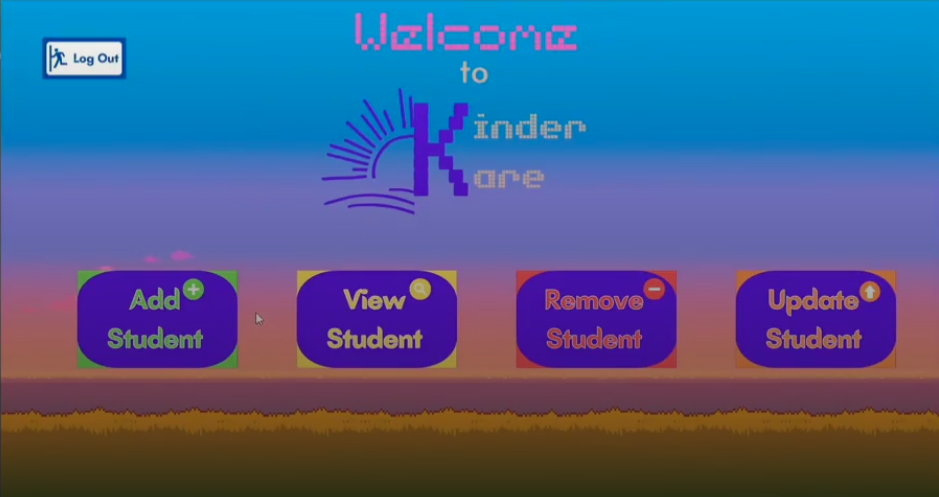 Welcome
Log Out
to
Kinder
Kare
Add
Student
View
Student
Remove
Student
Update
Student